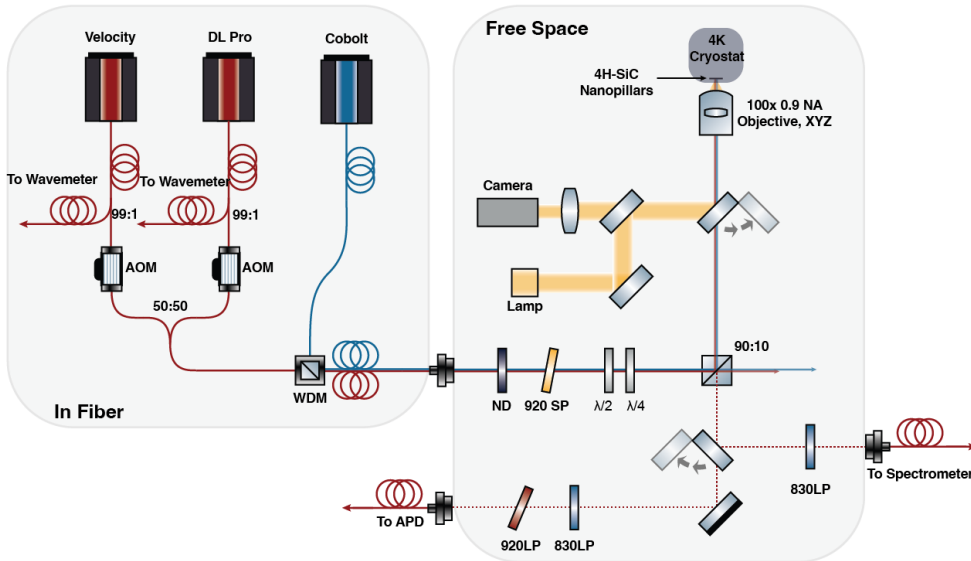 Velocity
DL Pro
Cobolt
To Wavemeter
To Wavemeter
99:1
99:1
AOM
AOM
50:50
WDM
In Fiber
Free Space
4K
Cryostat
4H-SiC
Nanopillars
100x 0.9 NA
Objective, XYZ
Camera
Lamp
90:10
ND
920 SP
λ/2
λ/4
830LP
To Spectrometer
To APD
920LP
830LP